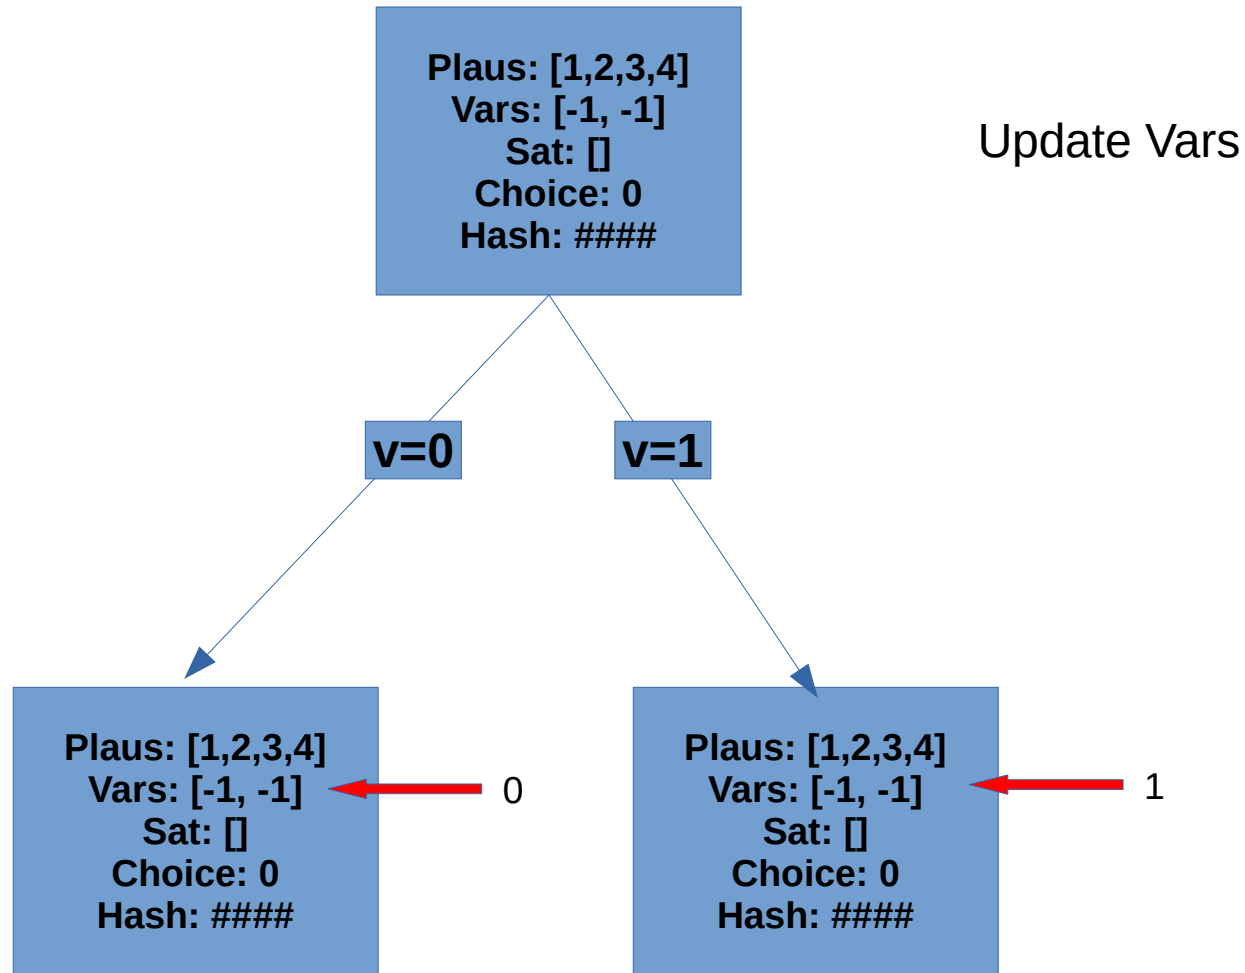 Plaus: [1,2,3,4]
Vars: [-1, -1]
Sat: []
Choice: 0
Hash: ####
Update Vars
v=0
v=1
Plaus: [1,2,3,4]
Vars: [-1, -1]
Sat: []
Choice: 0
Hash: ####
0
Plaus: [1,2,3,4]
Vars: [-1, -1]
Sat: []
Choice: 0
Hash: ####
1